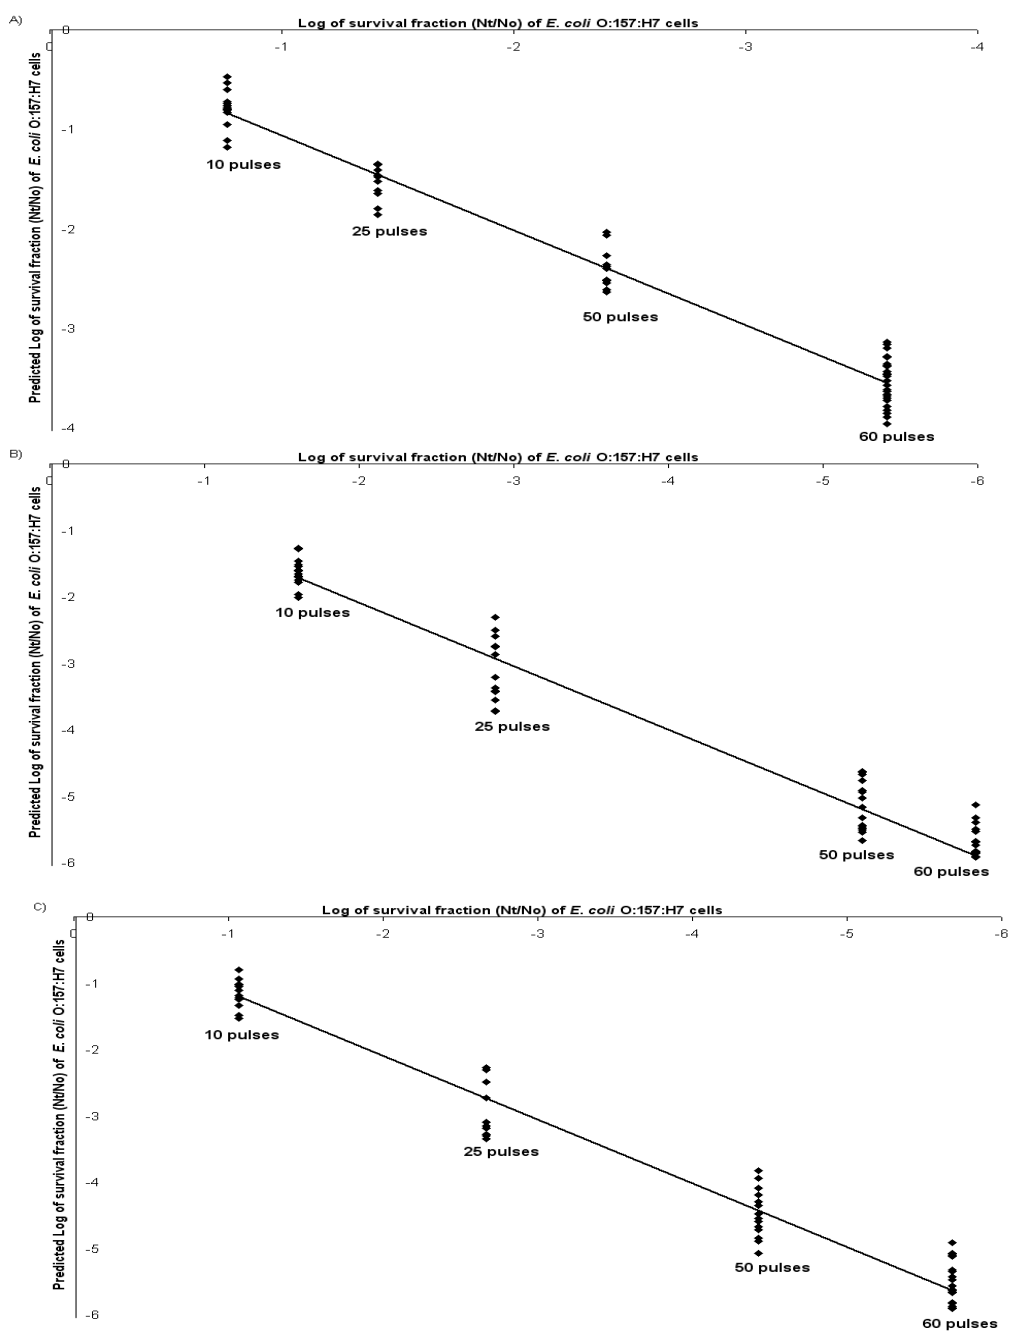 A)
Log of survival fraction (Nt/No) of E. coli O:157:H7 cells
0
0 -1 -2 -3 -4
Predicted Log of survival fraction (Nt/No) of E. coli O:157:H7 cells
-1
10 pulses
25 pulses
-2
50 pulses
-3
-4
60 pulses
B)
Log of survival fraction (Nt/No) of E. coli O:157:H7 cells
0
0 -1 -2 -3 -4 -5 -6
Predicted Log of survival fraction (Nt/No) of E. coli O:157:H7 cells
-1
-2
10 pulses
-3
25 pulses
-4
-5
50 pulses
-6
60 pulses
C)
Log of survival fraction (Nt/No) of E. coli O:157:H7 cells
0
0 -1 -2 -3 -4 -5 -6
Predicted Log of survival fraction (Nt/No) of E. coli O:157:H7 cells
-1
10 pulses
-2
-3
25 pulses
-4
-5
50 pulses
-6
60 pulses